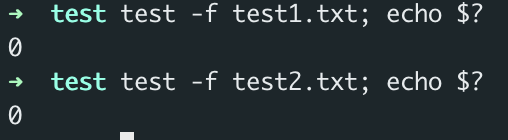 ➜ test test -f test1.txt; echo $?
0
➜ test test -f test2.txt; echo $?
0